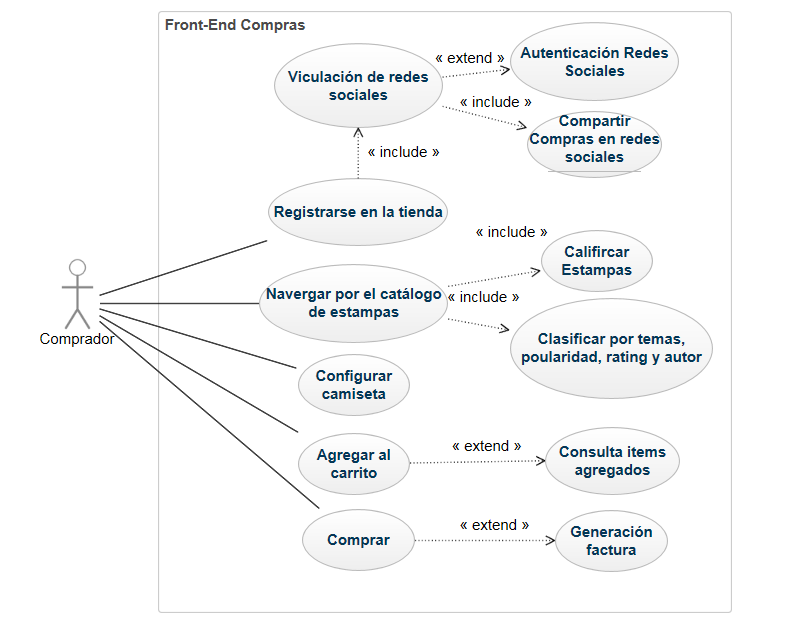 Front-End Compras
Viculación de redes
sociales
« extend »
Autenticación Redes
Sociales
« include »
Compartir
Compras en redes
sociales
« include »
Registrarse en la tienda
« include »
Califircar
Estampas
Navergar por el catálogo
de estampas
« include »
Clasificar por temas,
poularidad, rating y autor
Comprador
Configurar
camiseta
Agregar al
carrito
« extend »
Consulta items
agregados
Comprar
« extend »
Generación
factura